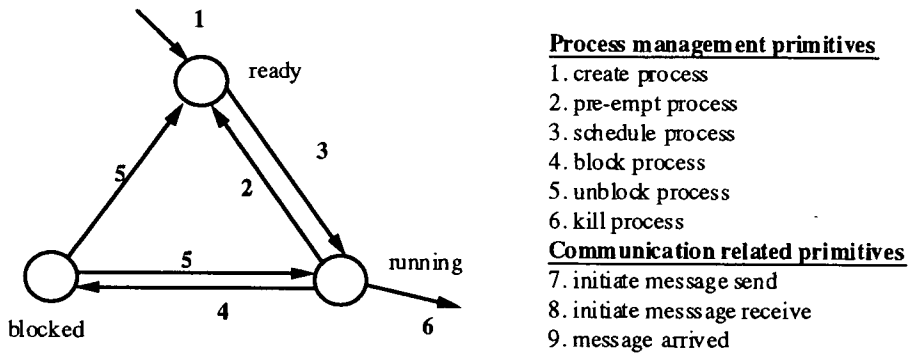 1
ready
3
5
2
5
running
4
6
blocked
Process management primitives
1. create process
2. pre-empt process
3. schedule process
4. block process
5. unblock process
6. kill process
Communication related primitives
7. initiate message send
8. initiate messsage receive
9. message arrived